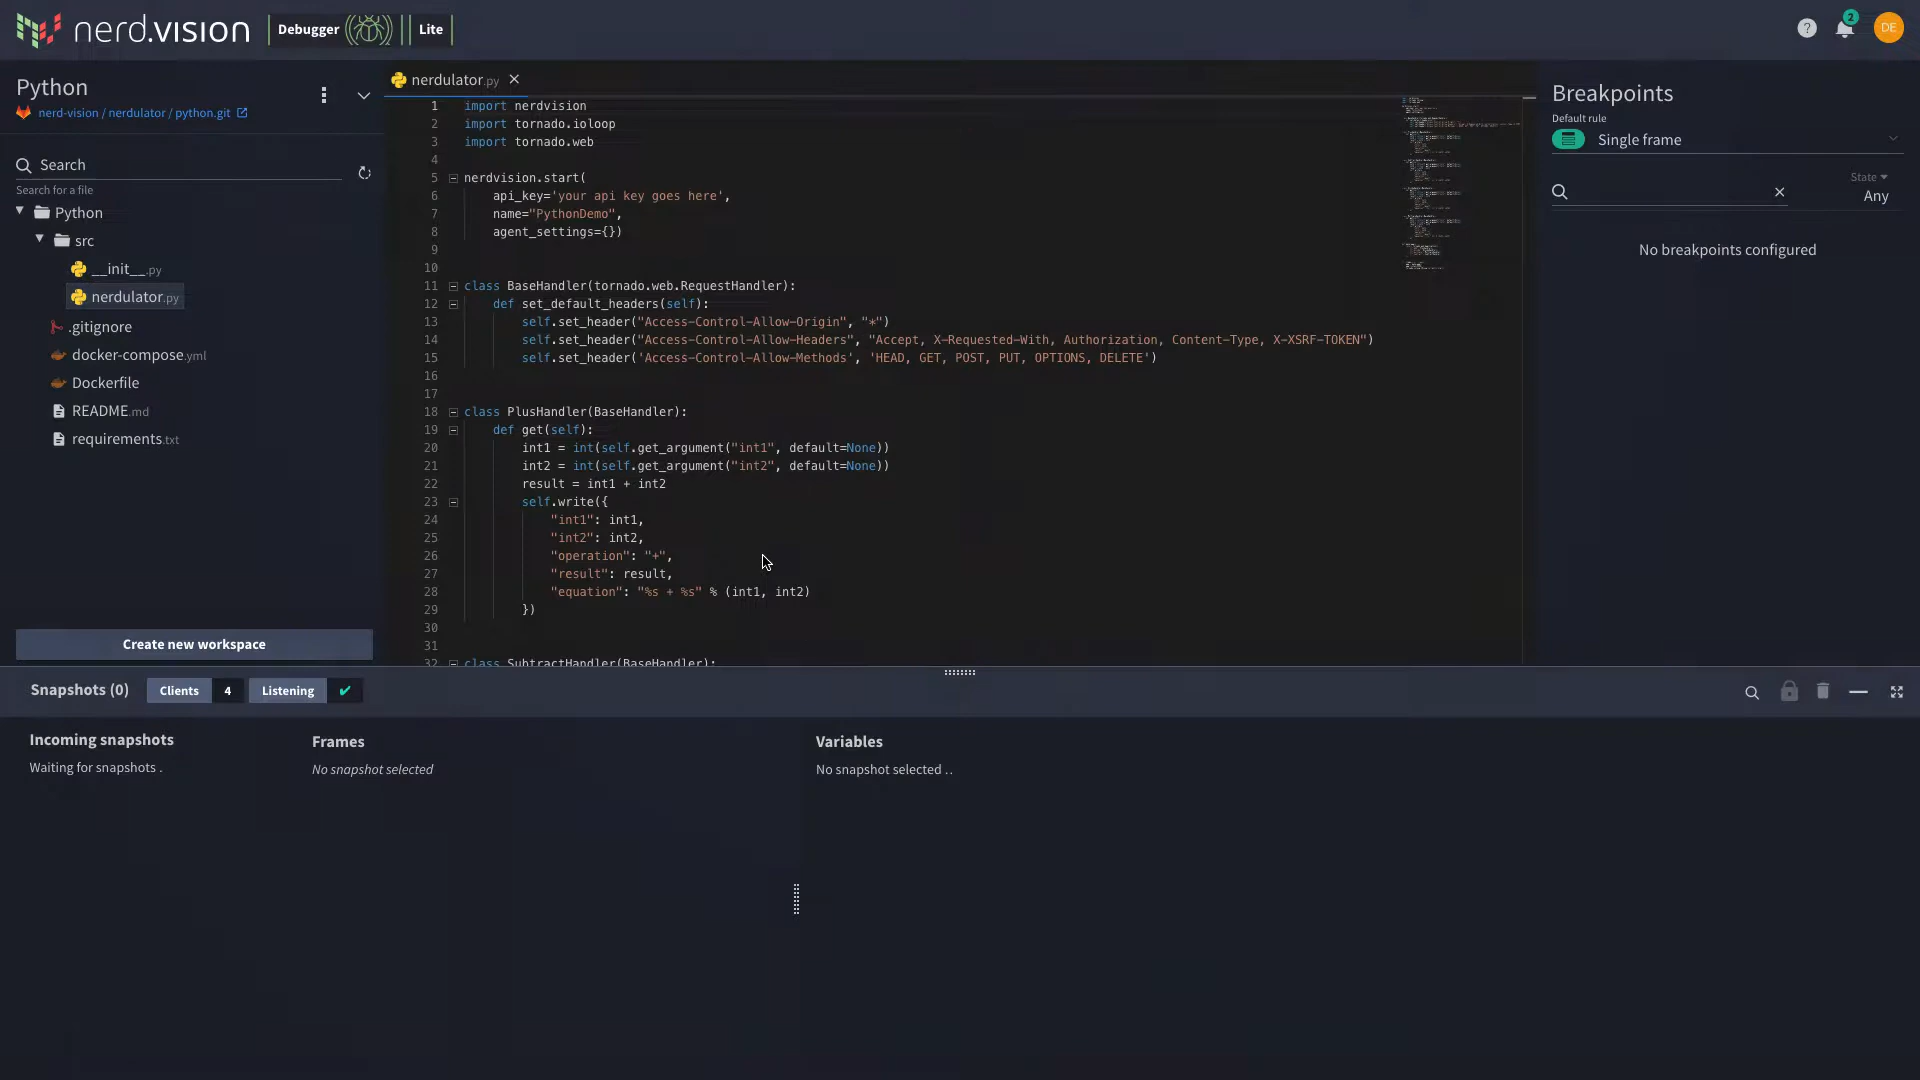 nerd.vision
Debugger
Lite
?
2
DE
Python
nerd-vision / nerdulator / python.git
Search
Search for a file
Python
src
__init__.py
nerdulator.py
.gitignore
docker-compose.yml
Dockerfile
README.md
requirements.txt
Create new workspace
nerdulator.py
1 import nerdvision
2 import tornado.ioloop
3 import tornado.web
4
5 nerdvision.start(
6 api_key='your api key goes here',
7 name="PythonDemo",
8 agent_settings={})
9
10
11 class BaseHandler(tornado.web.RequestHandler):
12 def set_default_headers(self):
13 self.set_header("Access-Control-Allow-Origin", "*")
14 self.set_header("Access-Control-Allow-Headers", "Accept, X-Requested-With, Authorization, Content-Type, X-XSRF-TOKEN")
15 self.set_header('Access-Control-Allow-Methods', 'HEAD, GET, POST, PUT, OPTIONS, DELETE')
16
17
18 class PlusHandler(BaseHandler):
19 def get(self):
20 int1 = int(self.get_argument("int1", default=None))
21 int2 = int(self.get_argument("int2", default=None))
22 result = int1 + int2
23 self.write({
24 "int1": int1,
25 "int2": int2,
26 "operation": "+",
27 "result": result,
28 "equation": "%s + %s" % (int1, int2)
29 })
30
31
32 class SubtractHandler(BaseHandler):
Breakpoints
Default rule
Single frame
State
Any
No breakpoints configured
Snapshots (0)
Clients 4
Listening
Incoming snapshots
Waiting for snapshots .
Frames
No snapshot selected
Variables
No snapshot selected . .